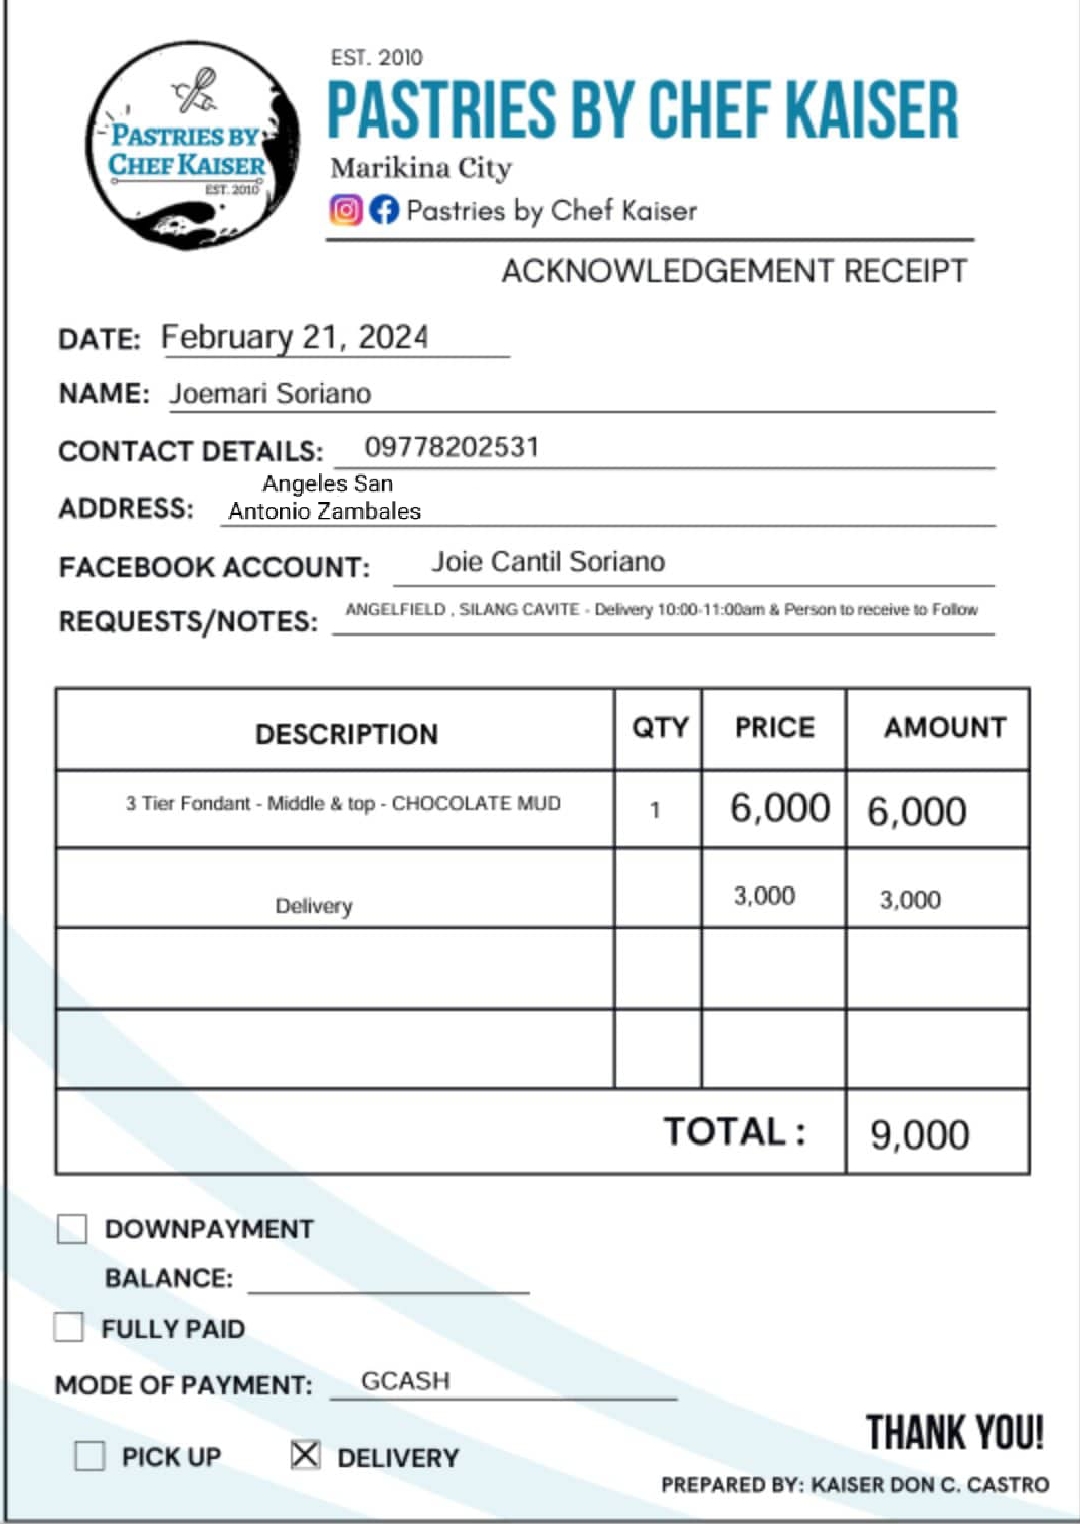 PASTRIES BY
CHEF KAISER
EST. 2010
EST. 2010
PASTRIES BY CHEF KAISER
Marikina City
Pastries by Chef Kaiser
ACKNOWLEDGEMENT RECEIPT
DATE: February 21, 2024
NAME: Joemari Soriano
CONTACT DETAILS: 09778202531
Angeles San
ADDRESS: Antonio Zambales
FACEBOOK ACCOUNT: Joie Cantil Soriano
REQUESTS/NOTES: ANGELFIELD , SILANG CAVITE - Delivery 10:00-11:00am & Person to receive to Follow
DESCRIPTION QTY PRICE AMOUNT
3 Tier Fondant - Middle & top - CHOCOLATE MUD 1 6,000 6,000
Delivery 3,000 3,000
TOTAL : 9,000
DOWNPAYMENT
BALANCE:
FULLY PAID
MODE OF PAYMENT: GCASH
PICK UP DELIVERY
THANK YOU!
PREPARED BY: KAISER DON C. CASTRO